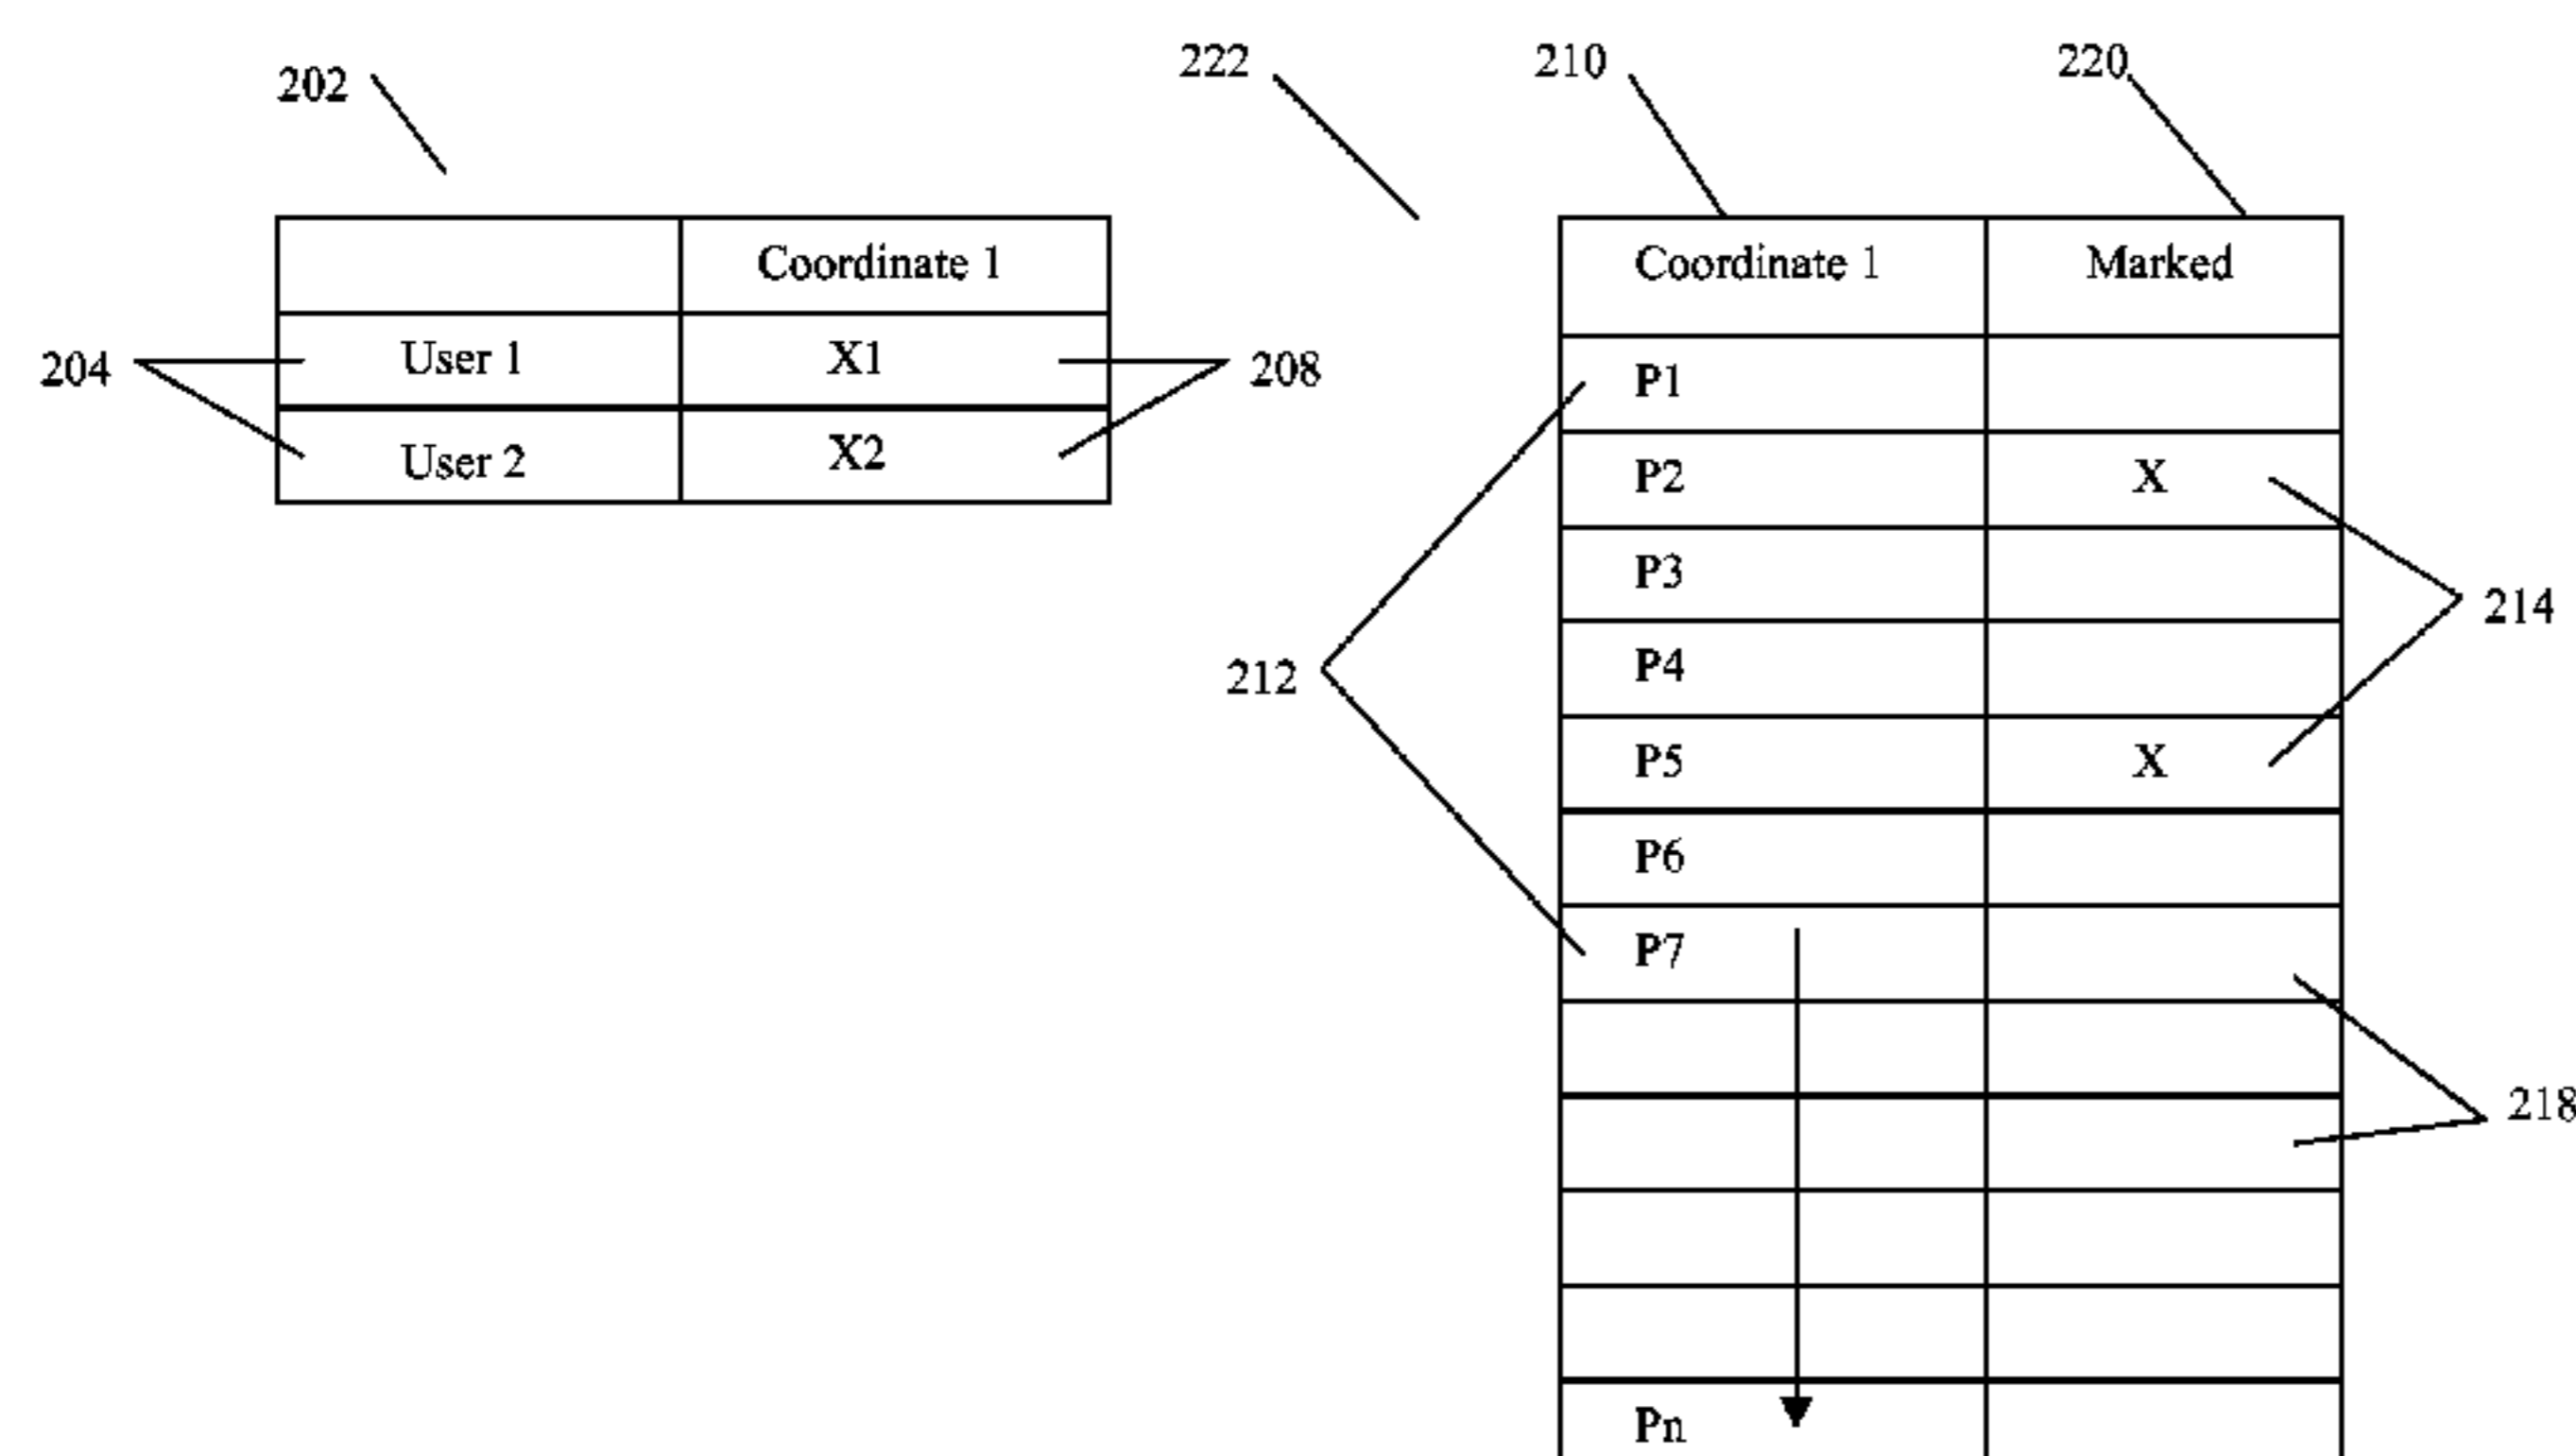 222 210 220
202
Coordinate 1 Coordinate 1 Marked
204 User 1 X1 208 P1
User 2 X2 P2 X
P3
214
212 P4
P5 X
P6
P7
218
Pn